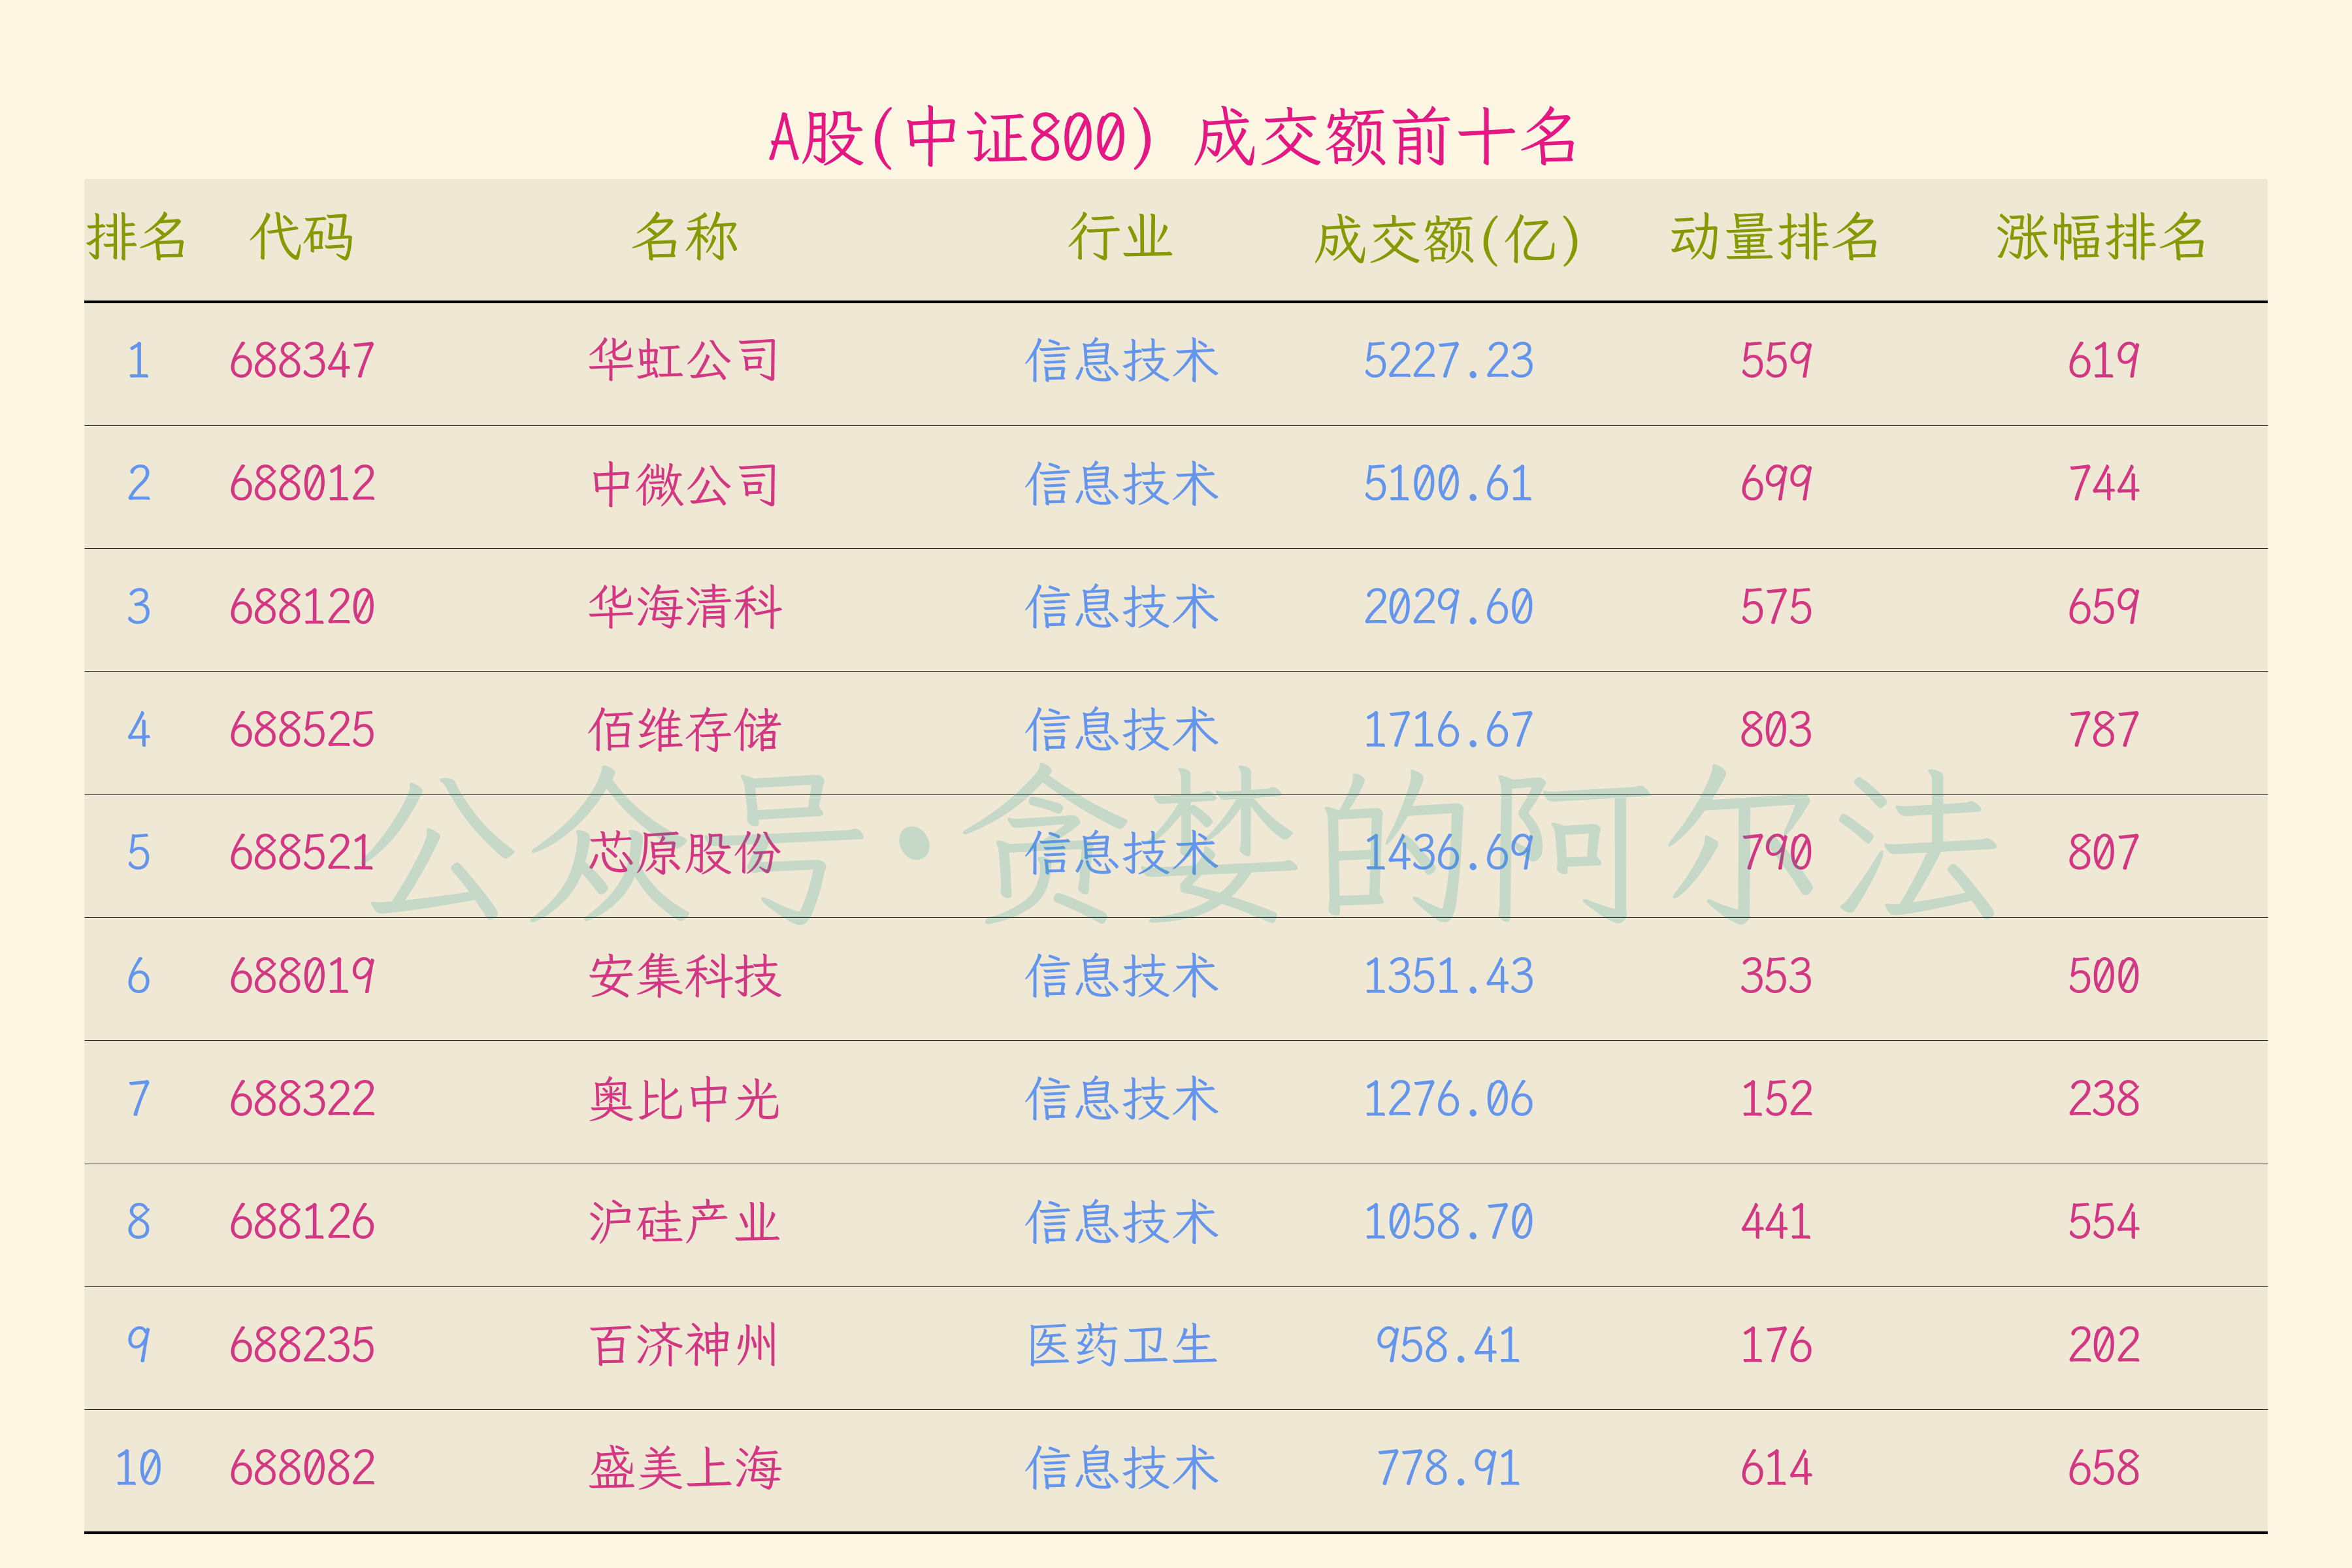 A股(中证800) 成交额前十名
排名 代码 名称 行业 成交额(亿) 动量排名 涨幅排名
1 688347 华虹公司 信息技术 5227.23 559 619
2 688012 中微公司 信息技术 5100.61 699 744
3 688120 华海清科 信息技术 2029.60 575 659
4 688525 佰维存储 信息技术 1716.67 803 787
5 688521 芯原股份 信息技术 1436.69 790 807
公众号·贪婪的阿尔法
6 688019 安集科技 信息技术 1351.43 353 500
7 688322 奥比中光 信息技术 1276.06 152 238
8 688126 沪硅产业 信息技术 1058.70 441 554
9 688235 百济神州 医药卫生 958.41 176 202
10 688082 盛美上海 信息技术 778.91 614 658